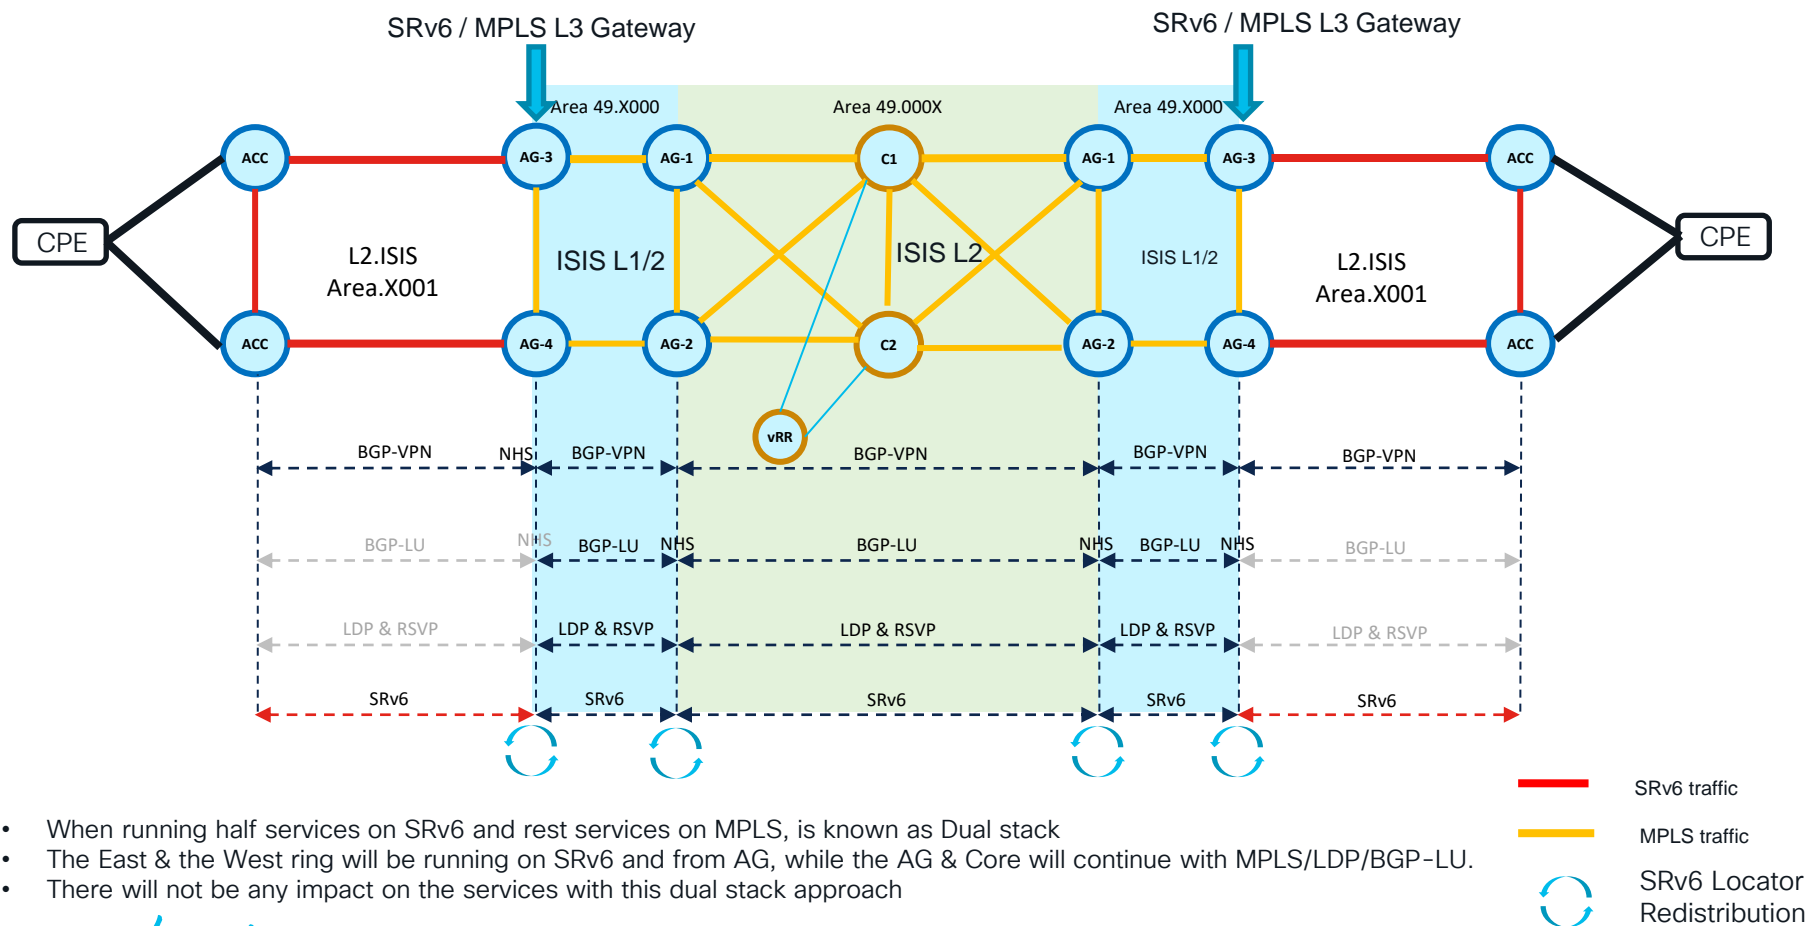 SRv6 / MPLS L3 Gateway
SRv6 / MPLS L3 Gateway
Area 49.X000
Area 49.000X
Area 49.X000
ACC
AG-3
AG-1
C1
AG-1
AG-3
ACC
CPE
CPE
L2.ISIS
Area.X001
ISIS L1/2
ISIS L2
ISIS L1/2
L2.ISIS
Area.X001
ACC
AG-4
AG-2
C2
AG-2
AG-4
ACC
vRR
BGP-VPN
NHS
BGP-VPN
BGP-VPN
BGP-VPN
BGP-VPN
BGP-LU
NHS
BGP-LU
NHS
BGP-LU
NHS
BGP-LU
NHS
BGP-LU
LDP & RSVP
LDP & RSVP
LDP & RSVP
LDP & RSVP
LDP & RSVP
SRv6
SRv6
SRv6
SRv6
SRv6
SRv6 traffic
MPLS traffic
SRv6 Locator
Redistribution
• When running half services on SRv6 and rest services on MPLS, is known as Dual stack
• The East & the West ring will be running on SRv6 and from AG, while the AG & Core will continue with MPLS/LDP/BGP-LU.
• There will not be any impact on the services with this dual stack approach